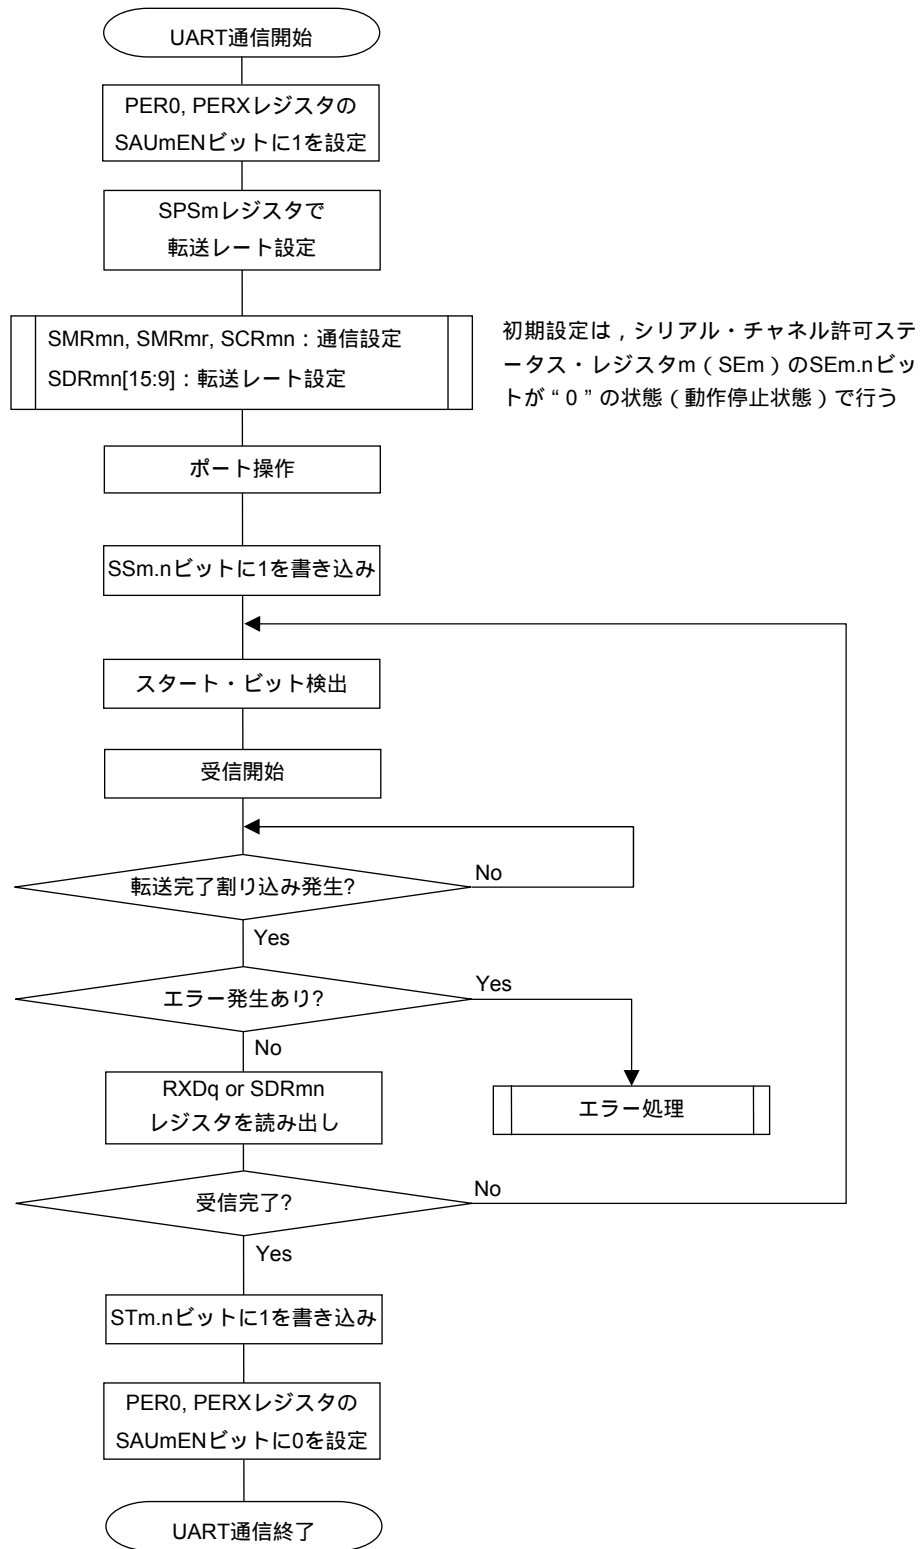 UART通信開始
PER0, PERXレジスタの
SAUmENビットに1を設定
SPSmレジスタで
転送レート設定
SMRmn, SMRmr, SCRmn：通信設定
SDRmn[15:9]：転送レート設定
初期設定は，シリアル・チャネル許可ステ
ータス・レジスタm（SEm）のSEm.nビッ
トが“0”の状態（動作停止状態）で行う
ポート操作
SSm.nビットに1を書き込み
スタート・ビット検出
受信開始
転送完了割り込み発生?
No
Yes
エラー発生あり?
Yes
No
RXDq or SDRmn
レジスタを読み出し
エラー処理
受信完了?
No
Yes
STm.nビットに1を書き込み
PER0, PERXレジスタの
SAUmENビットに0を設定
UART通信終了